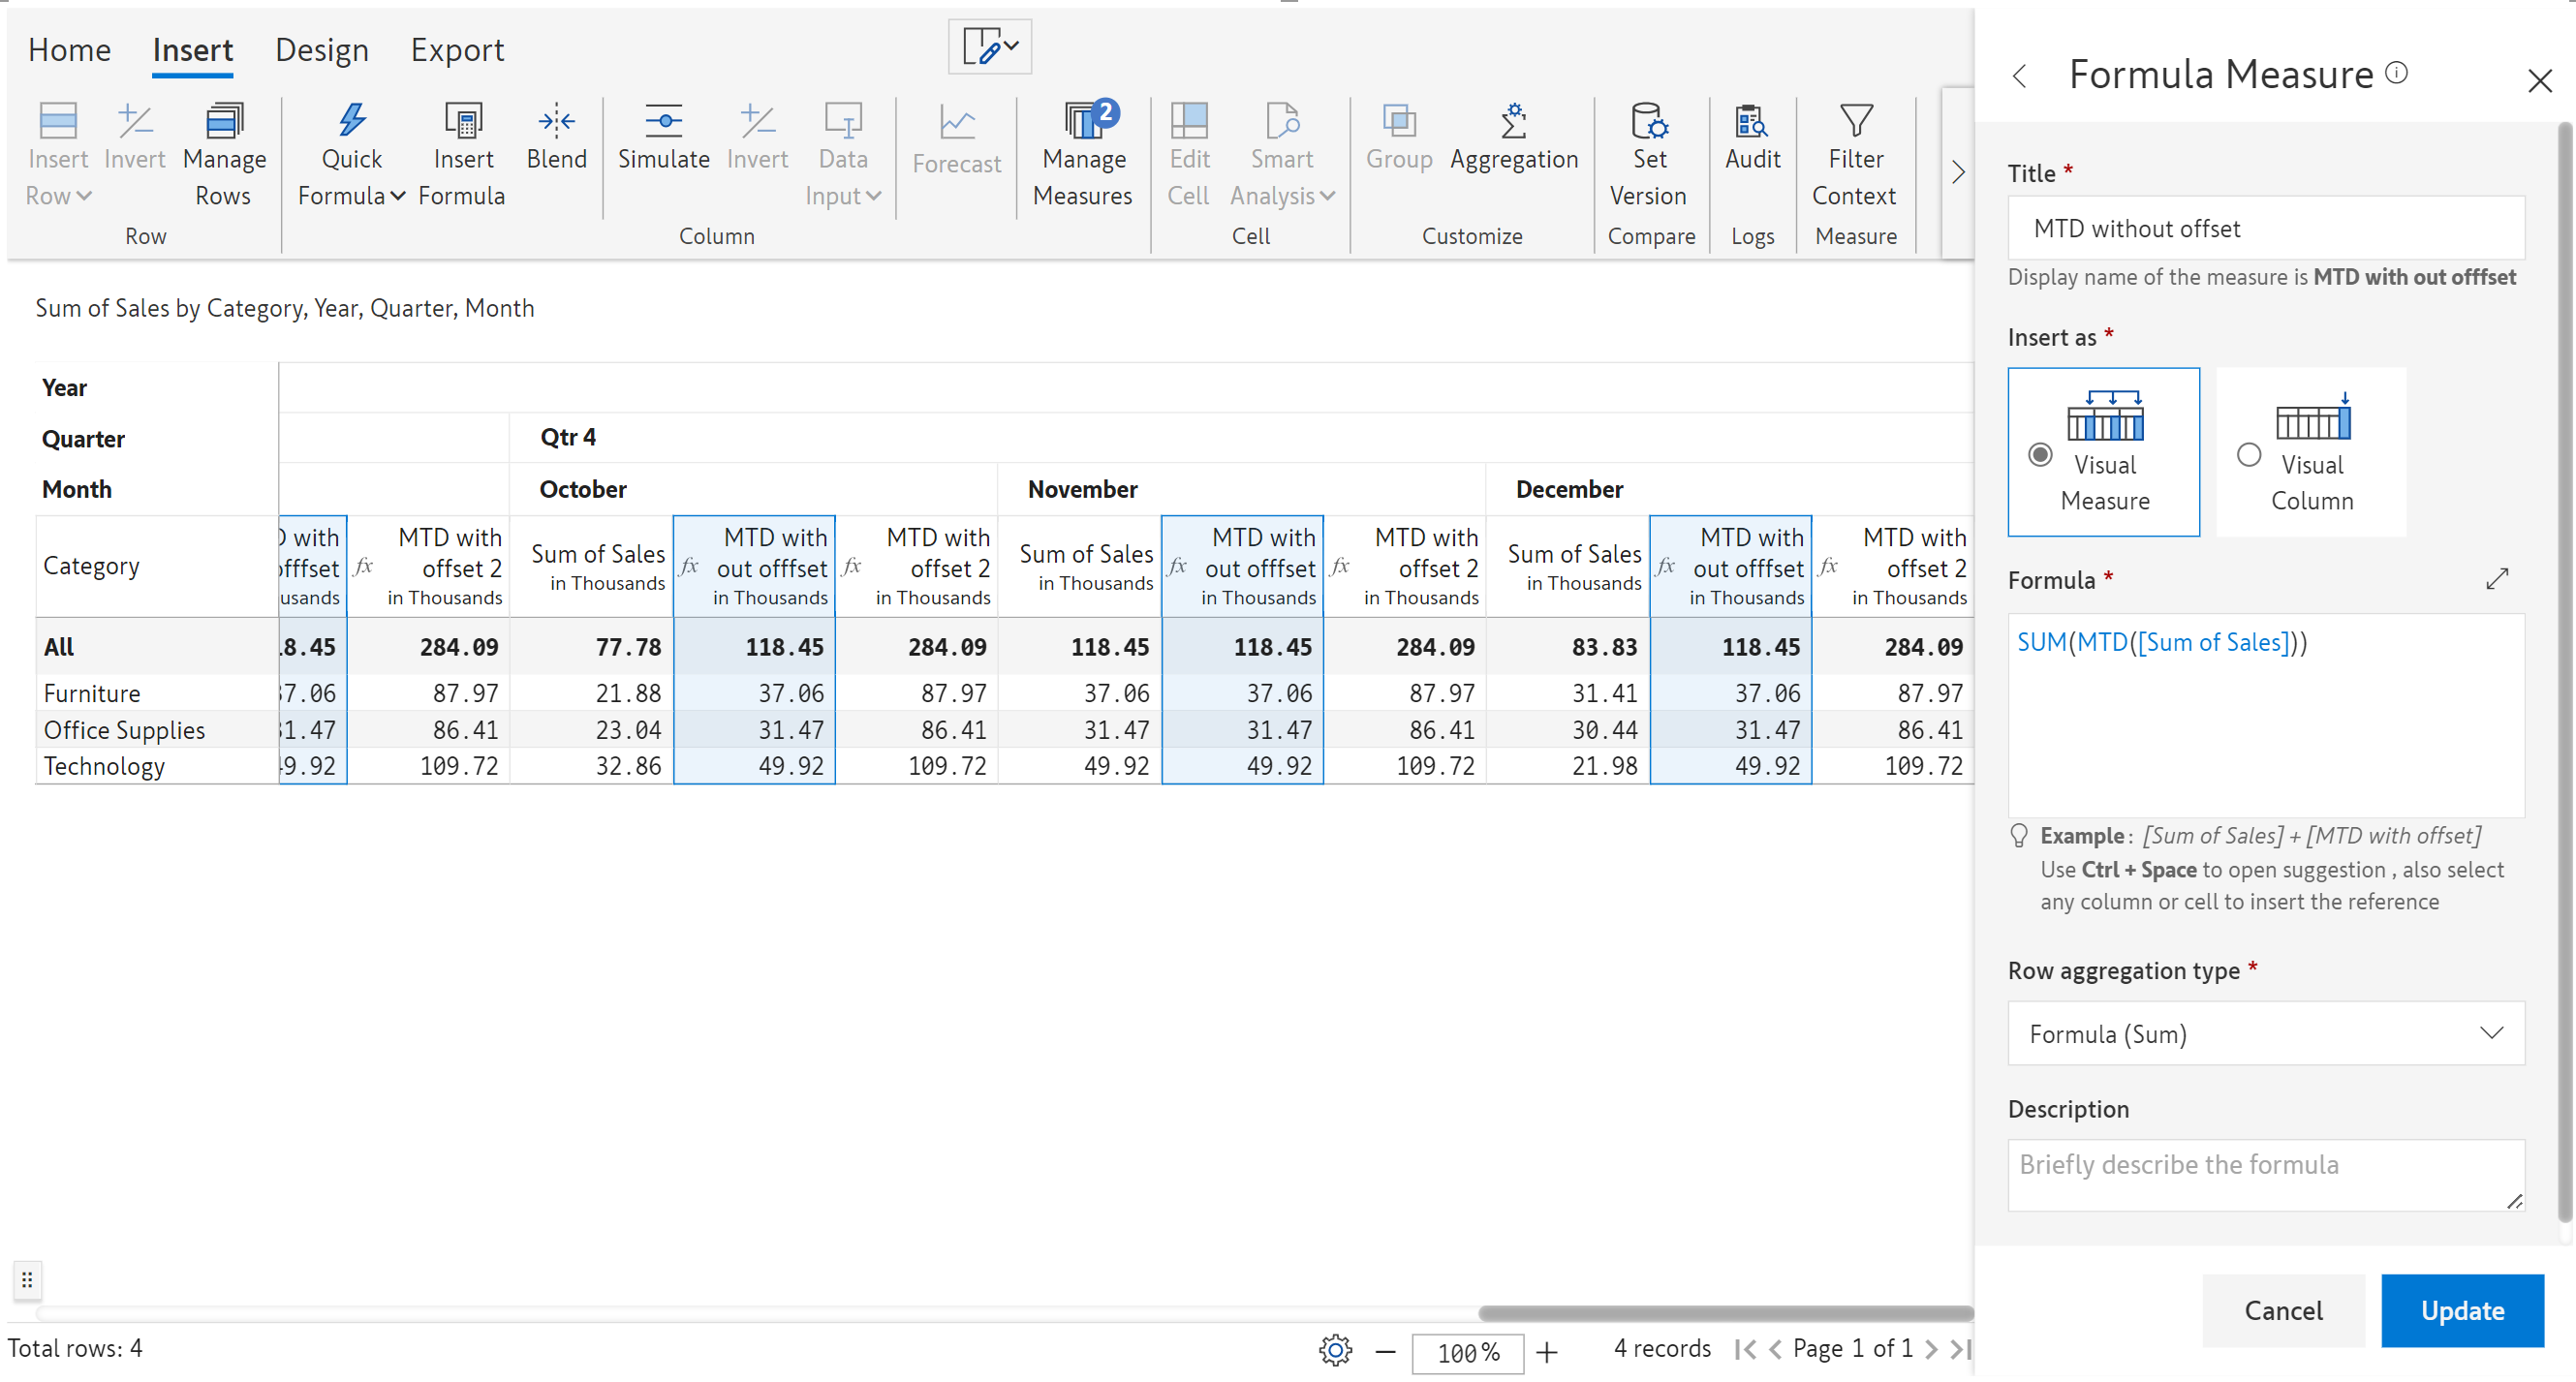 Home Insert Design Export
Insert Row Invert Manage Rows Quick Formula Insert Formula Blend Simulate Invert Data Input Forecast Manage Measures 2 Edit Cell Smart Analysis Group Aggregation Set Version Audit Filter Context
Row Column Cell Customize Compare Logs Measure
Sum of Sales by Category, Year, Quarter, Month
Year
Quarter Qtr 4
Month October November December
Category with offfset usands fx MTD with offset 2 in Thousands Sum of Sales in Thousands fx MTD with out offfset in Thousands fx MTD with offset 2 in Thousands Sum of Sales in Thousands fx MTD with out offfset in Thousands fx MTD with offset 2 in Thousands Sum of Sales in Thousands fx MTD with out offfset in Thousands fx MTD with offset 2 in Thousands
All 8.45 284.09 77.78 118.45 284.09 118.45 118.45 284.09 83.83 118.45 284.09
Furniture 37.06 87.97 21.88 37.06 87.97 37.06 37.06 87.97 31.41 37.06 87.97
Office Supplies 31.47 86.41 23.04 31.47 86.41 31.47 31.47 86.41 30.44 31.47 86.41
Technology 49.92 109.72 32.86 49.92 109.72 49.92 49.92 109.72 21.98 49.92 109.72
Total rows: 4
100 %
4 records Page 1 of 1
Formula Measure
Title *
MTD without offset
Display name of the measure is MTD with out offfset
Insert as *
Visual Measure
Visual Column
Formula *
SUM(MTD([Sum of Sales]))
Example : [Sum of Sales] + [MTD with offset]
Use Ctrl + Space to open suggestion , also select
any column or cell to insert the reference
Row aggregation type *
Formula (Sum)
Description
Briefly describe the formula
Cancel Update